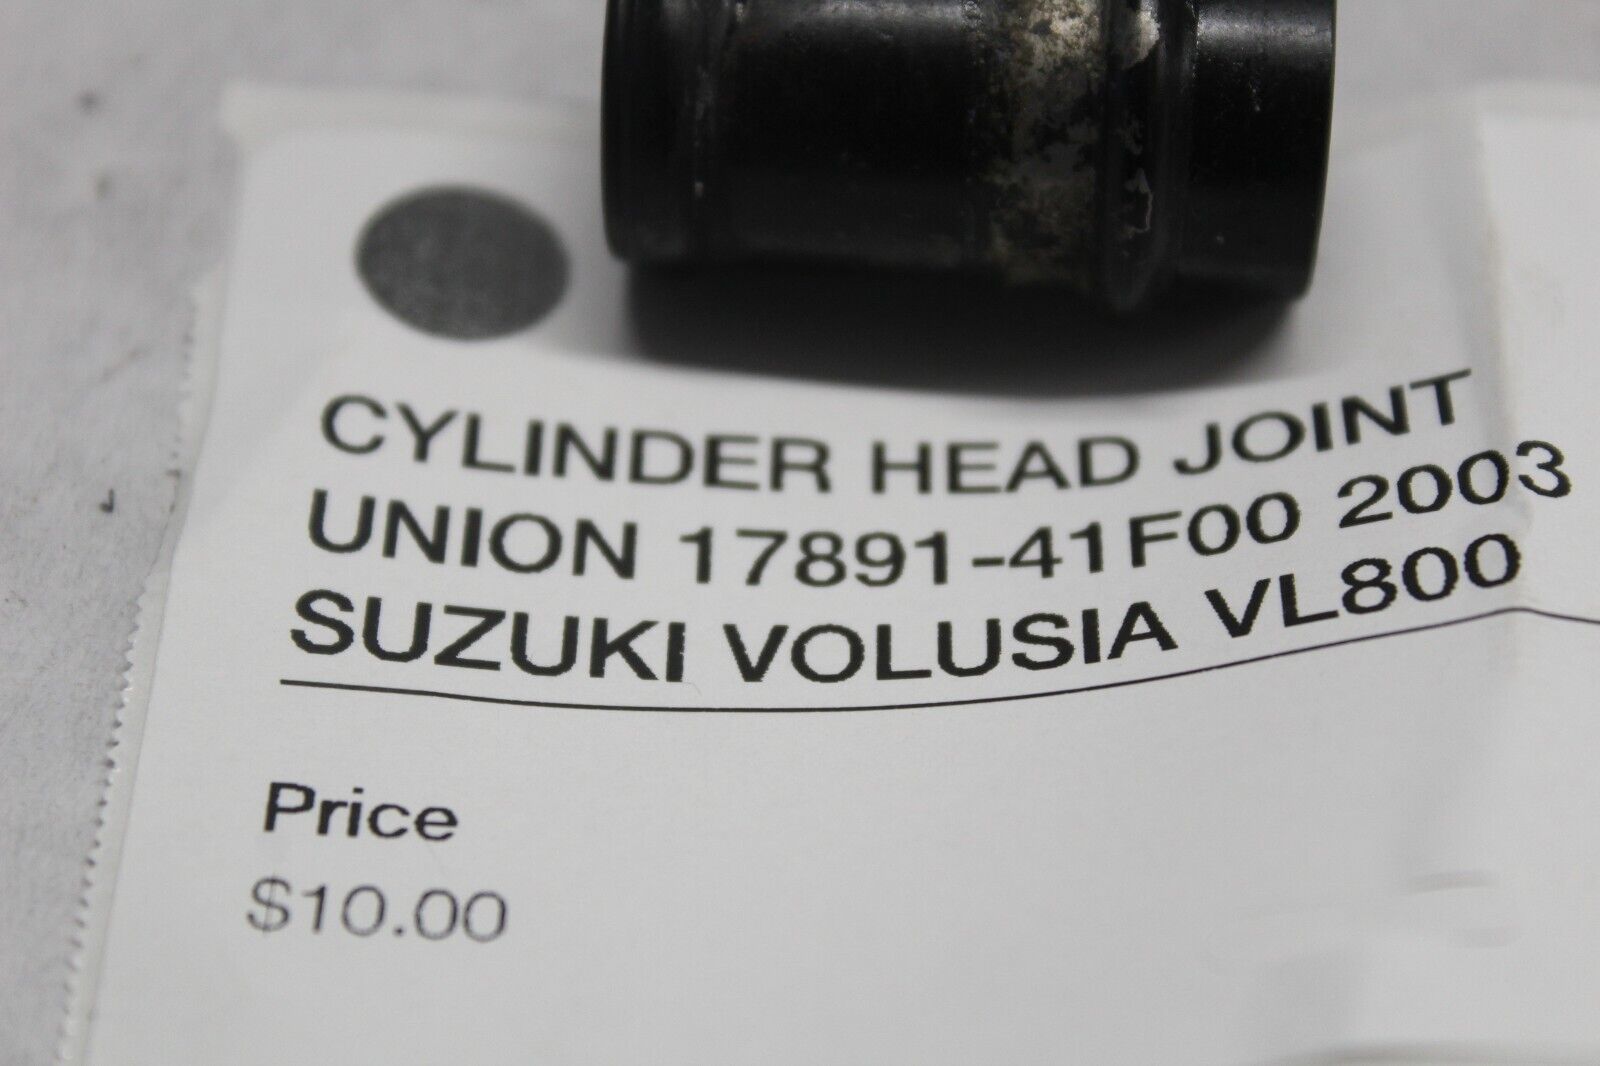 CYLINDER HEAD JOINT
UNION 17891-41F00 2003
SUZUKI VOLUSIA VL800
Price
$10.00